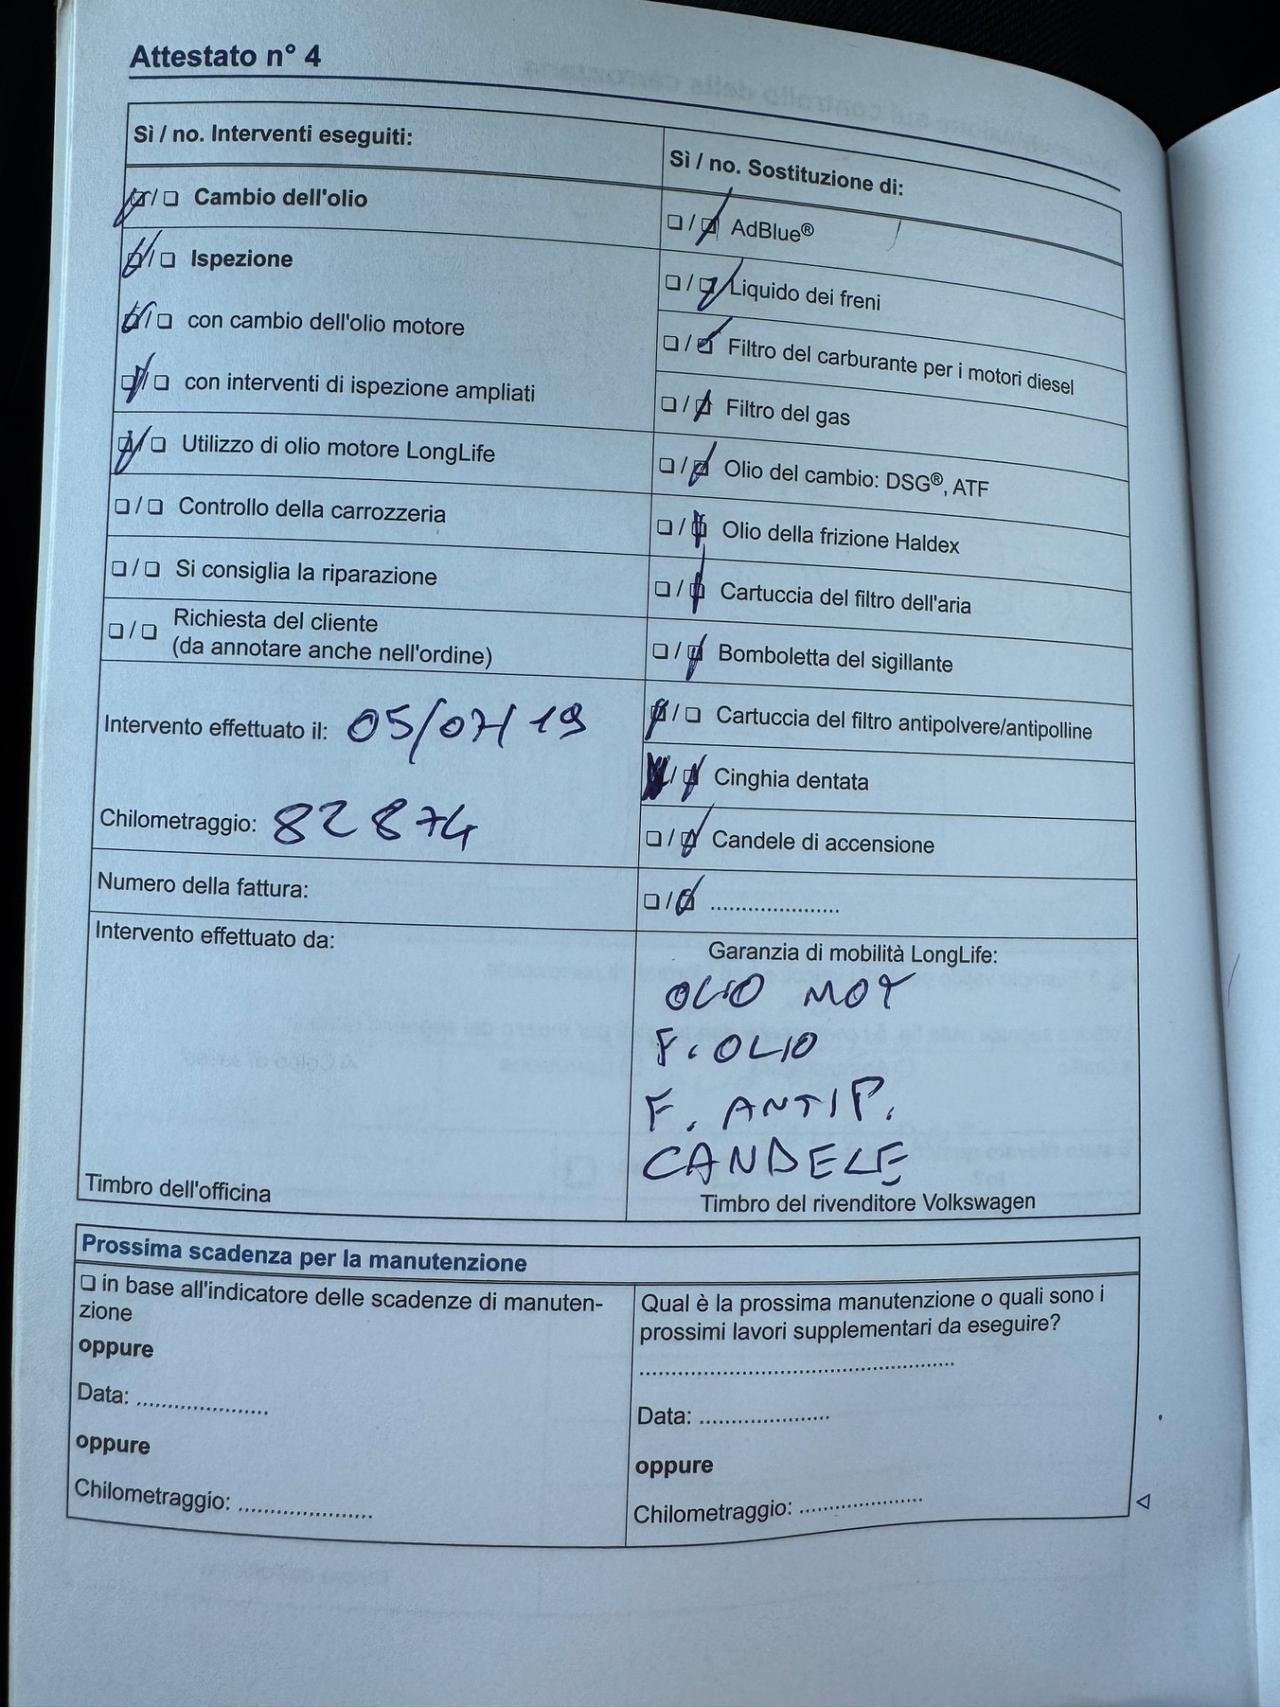 Attestato n° 4
Sì / no. Interventi eseguiti:
❑/❑ Cambio dell'olio
❑/❑ Ispezione
❑/❑ con cambio dell'olio motore
❑/❑ con interventi di ispezione ampliati
❑/❑ Utilizzo di olio motore LongLife
❑/❑ Controllo della carrozzeria
❑/❑ Si consiglia la riparazione
❑/❑ Richiesta del cliente
(da annotare anche nell'ordine)
Intervento effettuato il: 05/07/19
Chilometraggio: 82874
Numero della fattura:
Intervento effettuato da:
Timbro dell'officina
Sì / no. Sostituzione di:
❑/❑ AdBlue®
❑/❑ Liquido dei freni
❑/❑ Filtro del carburante per i motori diesel
❑/❑ Filtro del gas
❑/❑ Olio del cambio: DSG®, ATF
❑/❑ Olio della frizione Haldex
❑/❑ Cartuccia del filtro dell'aria
❑/❑ Bomboletta del sigillante
❑/❑ Cartuccia del filtro antipolvere/antipolline
❑/❑ Cinghia dentata
❑/❑ Candele di accensione
❑/❑ .....................
Garanzia di mobilità LongLife:
OLIO MOT
F. OLIO
F. ANTIP.
CANDELE
Timbro del rivenditore Volkswagen
Prossima scadenza per la manutenzione
❑ in base all'indicatore delle scadenze di manuten-
zione
oppure
Data: .....................
oppure
Chilometraggio: .....................
Qual è la prossima manutenzione o quali sono i
prossimi lavori supplementari da eseguire?
..................................................
Data: .....................
oppure
Chilometraggio: .....................